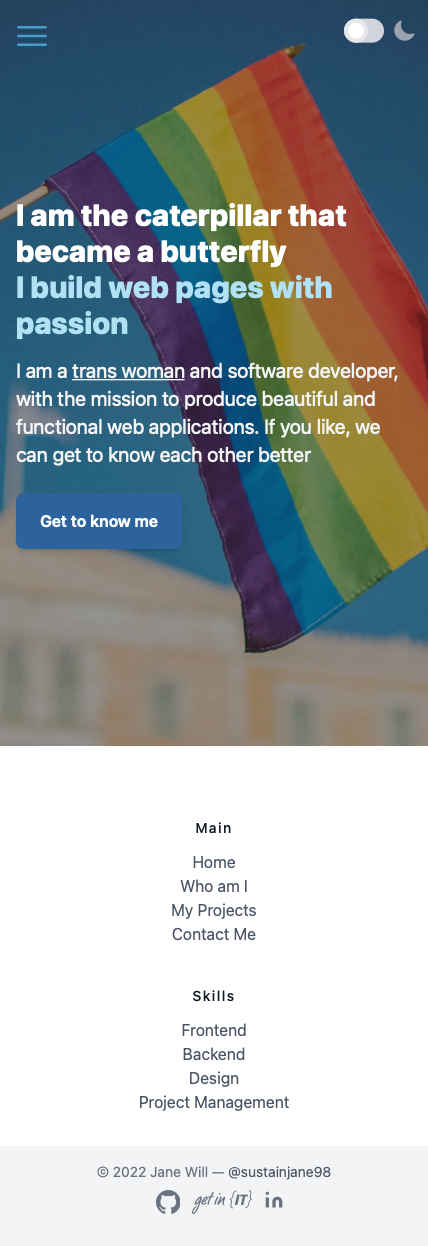 I am the caterpillar that
became a butterfly
I build web pages with
passion
I am a trans woman and software developer,
with the mission to produce beautiful and
functional web applications. If you like, we
can get to know each other better
Get to know me
Main
Home
Who am I
My Projects
Contact Me
Skills
Frontend
Backend
Design
Project Management
© 2022 Jane Will — @sustainjane98
get in {IT}
in